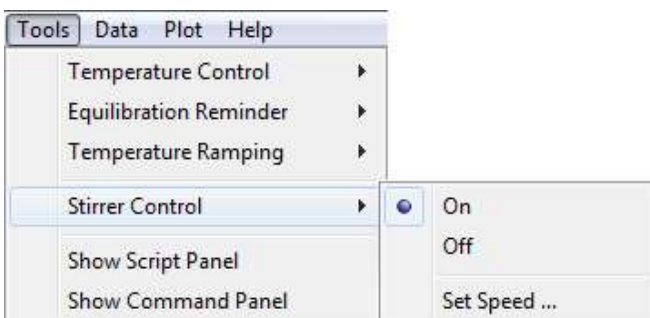 Tools Data Plot Help
Temperature Control
Equilibration Reminder
Temperature Ramping
Stirrer Control
Show Script Panel
Show Command Panel
On
Off
Set Speed ...